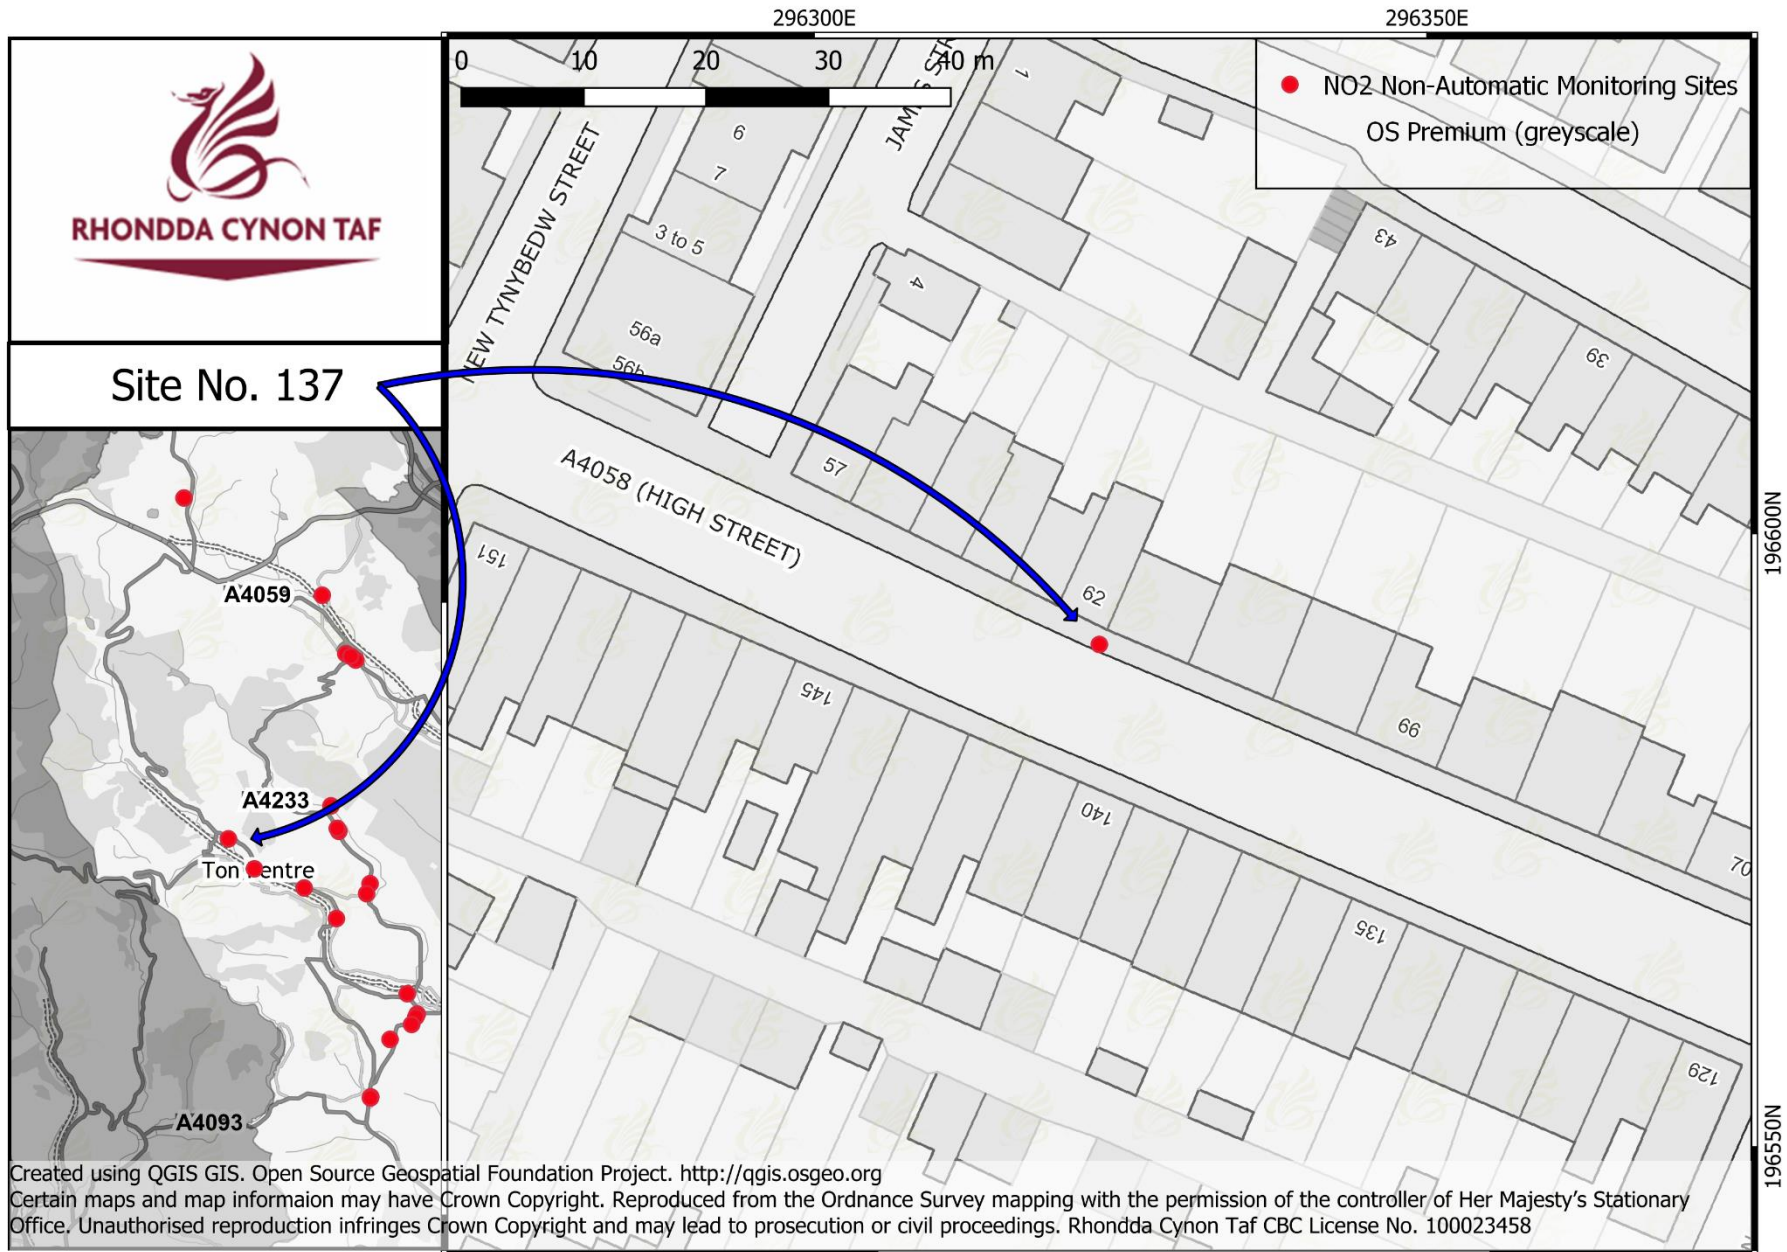 296300E
296350E
RHONDDA CYNON TAF
0 10 20 30 40 m
NO2 Non-Automatic Monitoring Sites
OS Premium (greyscale)
Site No. 137
NEW TYNYBEDW STREET
JAMES STR
1
6
7
3 to 5
56a
56b
4
43
39
57
A4058 (HIGH STREET)
62
66
70
151
145
140
135
129
196600N
196550N
A4059
A4233
Ton Pentre
A4093
Created using QGIS GIS. Open Source Geospatial Foundation Project. http://qgis.osgeo.org
Certain maps and map informaion may have Crown Copyright. Reproduced from the Ordnance Survey mapping with the permission of the controller of Her Majesty's Stationary
Office. Unauthorised reproduction infringes Crown Copyright and may lead to prosecution or civil proceedings. Rhondda Cynon Taf CBC License No. 100023458